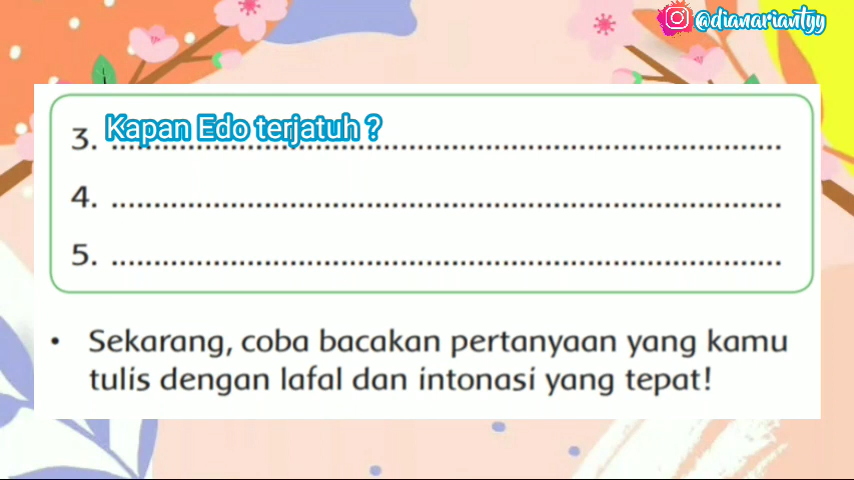 @dianariantyy
3. Kapan Edo terjatuh ?
4. ........................................................................
5. ........................................................................
• Sekarang, coba bacakan pertanyaan yang kamu
tulis dengan lafal dan intonasi yang tepat!